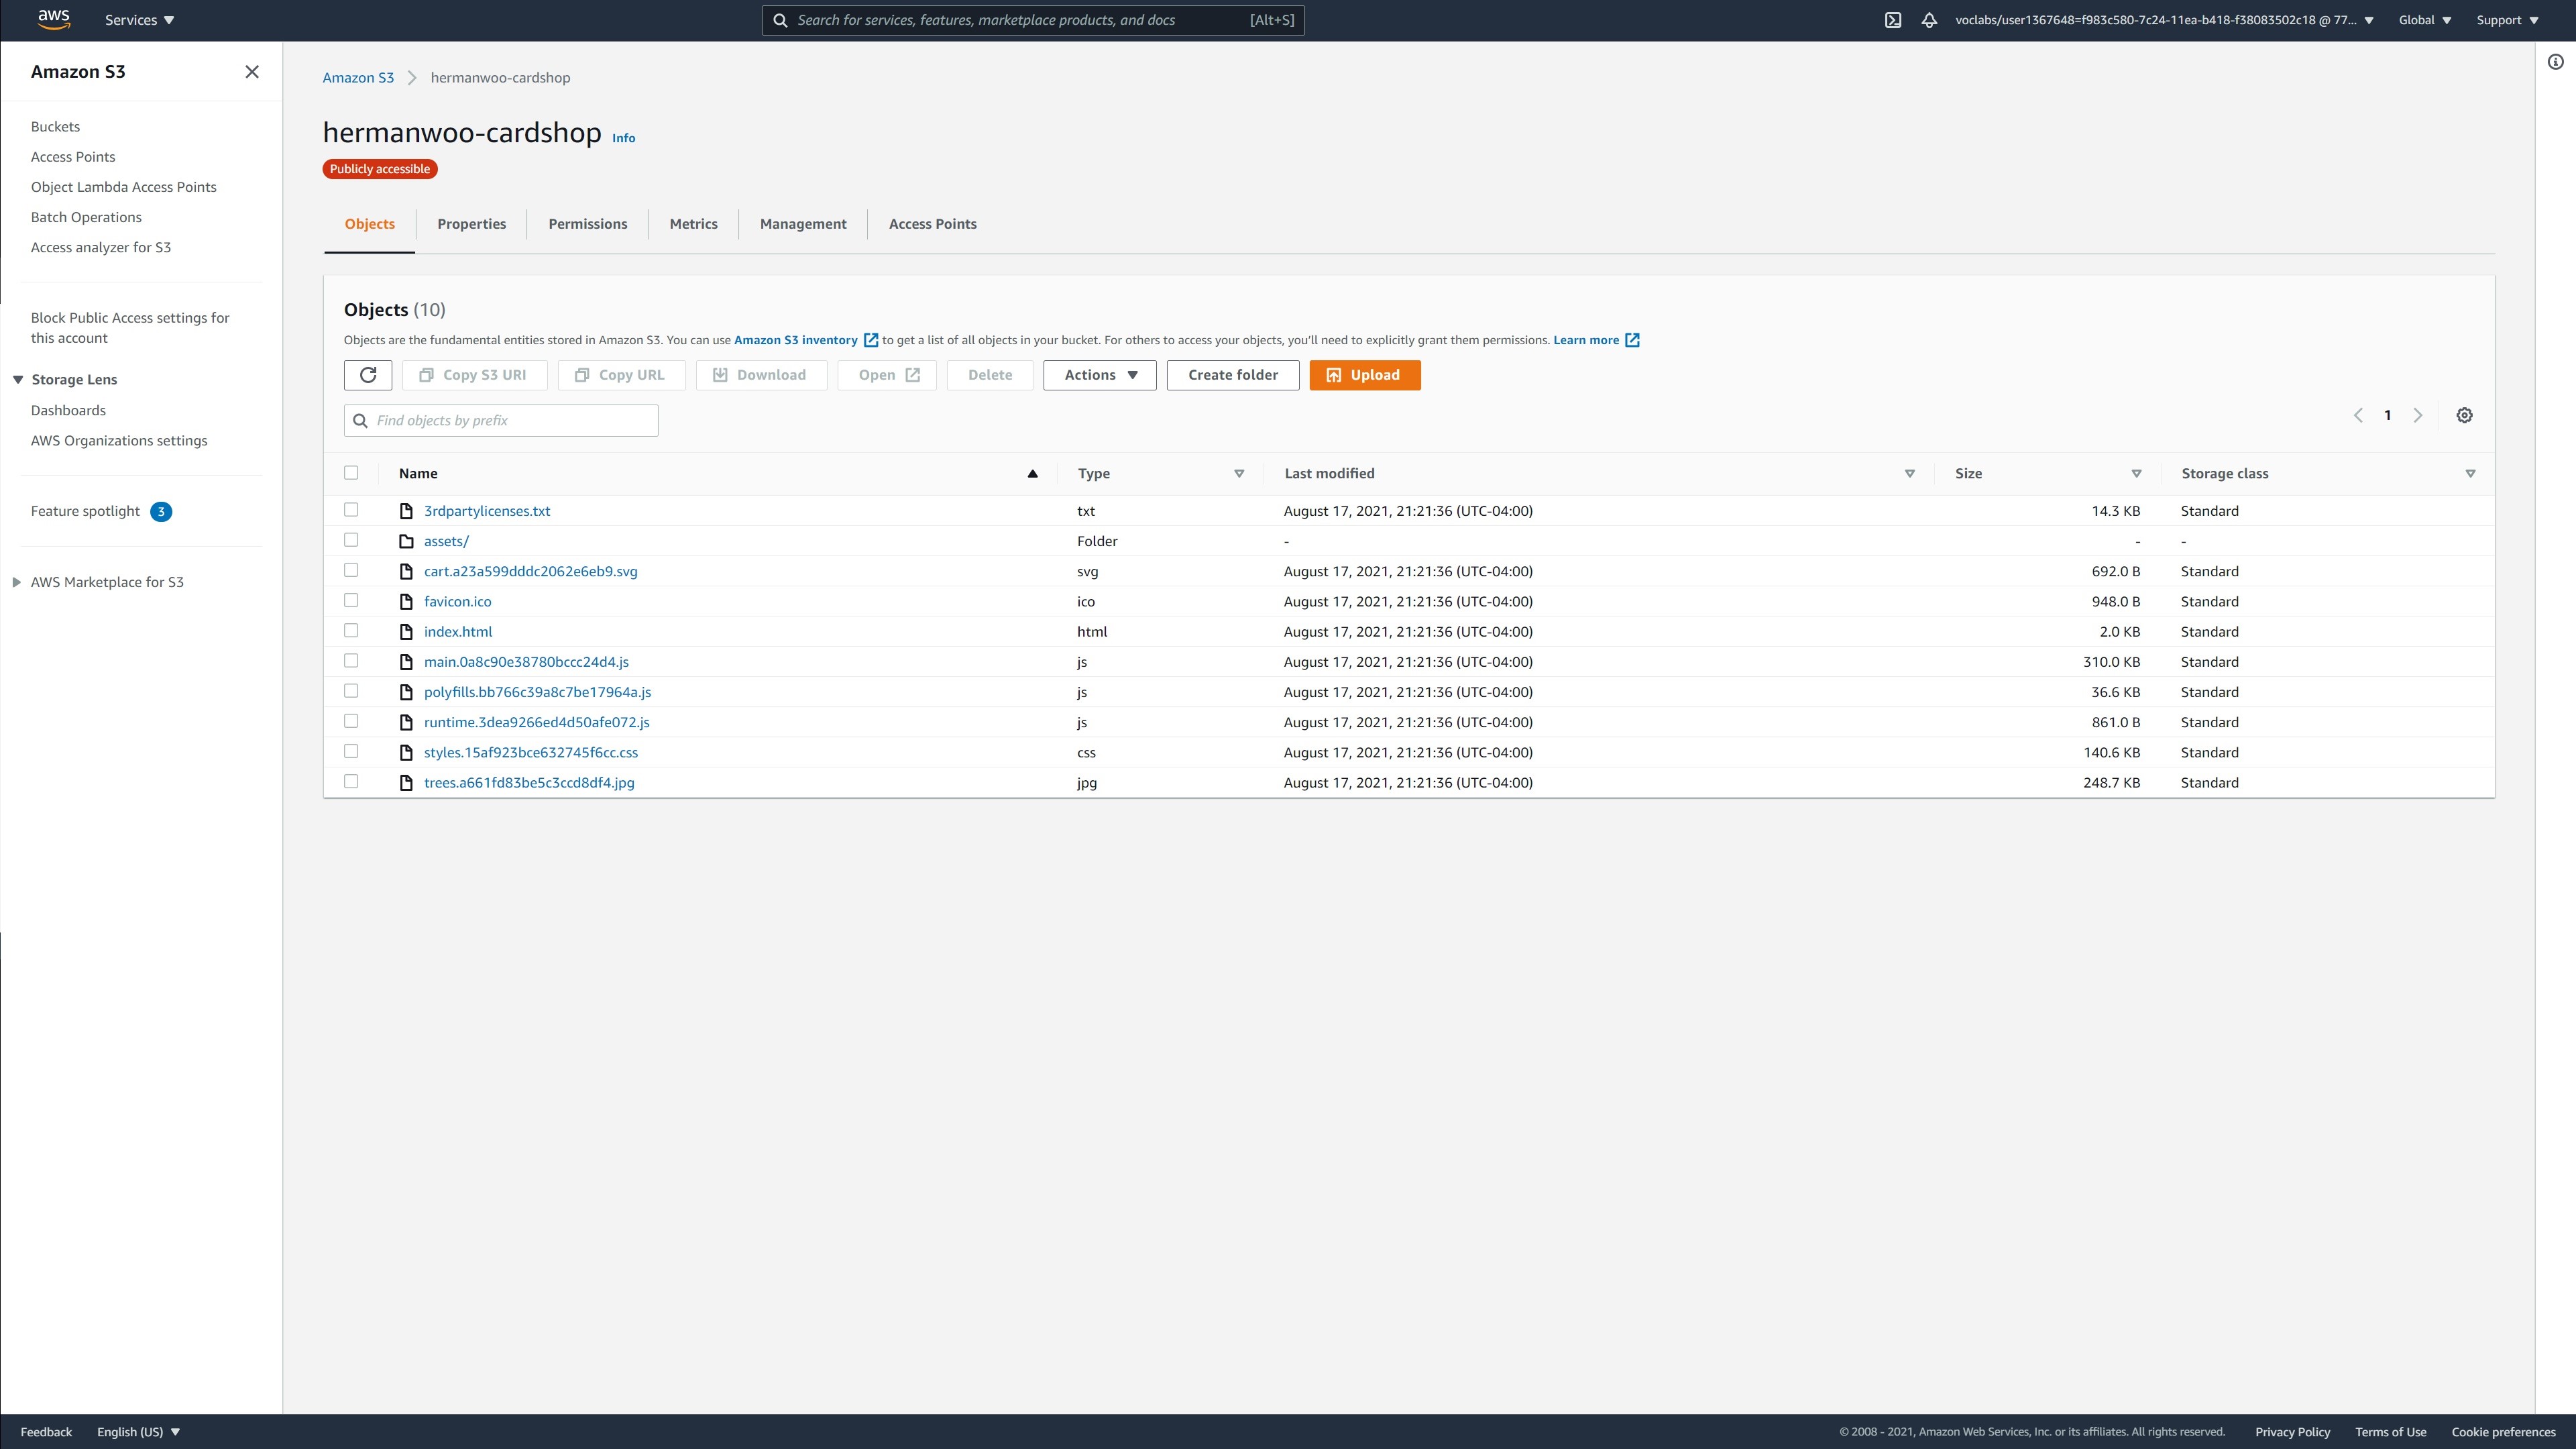 aws Services Search for services, features, marketplace products, and docs [Alt+S] voclabs/user1367648=f983c580-7c24-11ea-b418-f38083502c18 @ 77... Global Support
Amazon S3
Buckets
Access Points
Object Lambda Access Points
Batch Operations
Access analyzer for S3
Block Public Access settings for
this account
Storage Lens
Dashboards
AWS Organizations settings
Feature spotlight 3
AWS Marketplace for S3
Amazon S3 hermanwoo-cardshop
hermanwoo-cardshop Info
Publicly accessible
Objects Properties Permissions Metrics Management Access Points
Objects (10)
Objects are the fundamental entities stored in Amazon S3. You can use Amazon S3 inventory to get a list of all objects in your bucket. For others to access your objects, you'll need to explicitly grant them permissions. Learn more
Copy S3 URI Copy URL Download Open Delete Actions Create folder Upload
Find objects by prefix 1
Name Type Last modified Size Storage class
3rdpartylicenses.txt txt August 17, 2021, 21:21:36 (UTC-04:00) 14.3 KB Standard
assets/ Folder - - -
cart.a23a599dddc2062e6eb9.svg svg August 17, 2021, 21:21:36 (UTC-04:00) 692.0 B Standard
favicon.ico ico August 17, 2021, 21:21:36 (UTC-04:00) 948.0 B Standard
index.html html August 17, 2021, 21:21:36 (UTC-04:00) 2.0 KB Standard
main.0a8c90e38780bccc24d4.js js August 17, 2021, 21:21:36 (UTC-04:00) 310.0 KB Standard
polyfills.bb766c39a8c7be17964a.js js August 17, 2021, 21:21:36 (UTC-04:00) 36.6 KB Standard
runtime.3dea9266ed4d50afe072.js js August 17, 2021, 21:21:36 (UTC-04:00) 861.0 B Standard
styles.15af923bce632745f6cc.css css August 17, 2021, 21:21:36 (UTC-04:00) 140.6 KB Standard
trees.a661fd83be5c3ccd8df4.jpg jpg August 17, 2021, 21:21:36 (UTC-04:00) 248.7 KB Standard
Feedback English (US) © 2008 - 2021, Amazon Web Services, Inc. or its affiliates. All rights reserved. Privacy Policy Terms of Use Cookie preferences